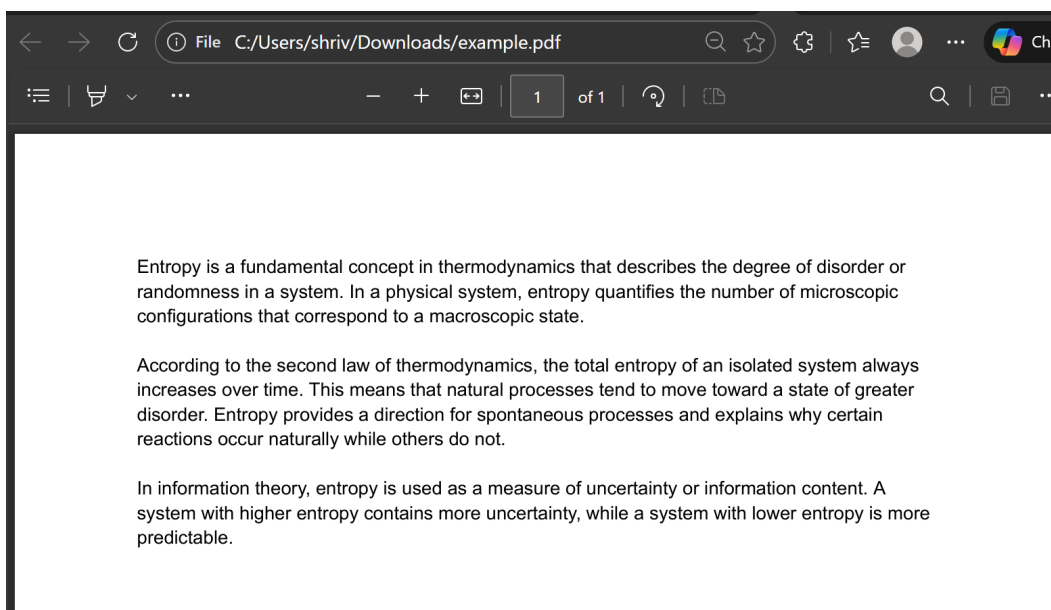 File C:/Users/shriv/Downloads/example.pdf
Ch
1 of 1
Entropy is a fundamental concept in thermodynamics that describes the degree of disorder or
randomness in a system. In a physical system, entropy quantifies the number of microscopic
configurations that correspond to a macroscopic state.
According to the second law of thermodynamics, the total entropy of an isolated system always
increases over time. This means that natural processes tend to move toward a state of greater
disorder. Entropy provides a direction for spontaneous processes and explains why certain
reactions occur naturally while others do not.
In information theory, entropy is used as a measure of uncertainty or information content. A
system with higher entropy contains more uncertainty, while a system with lower entropy is more
predictable.